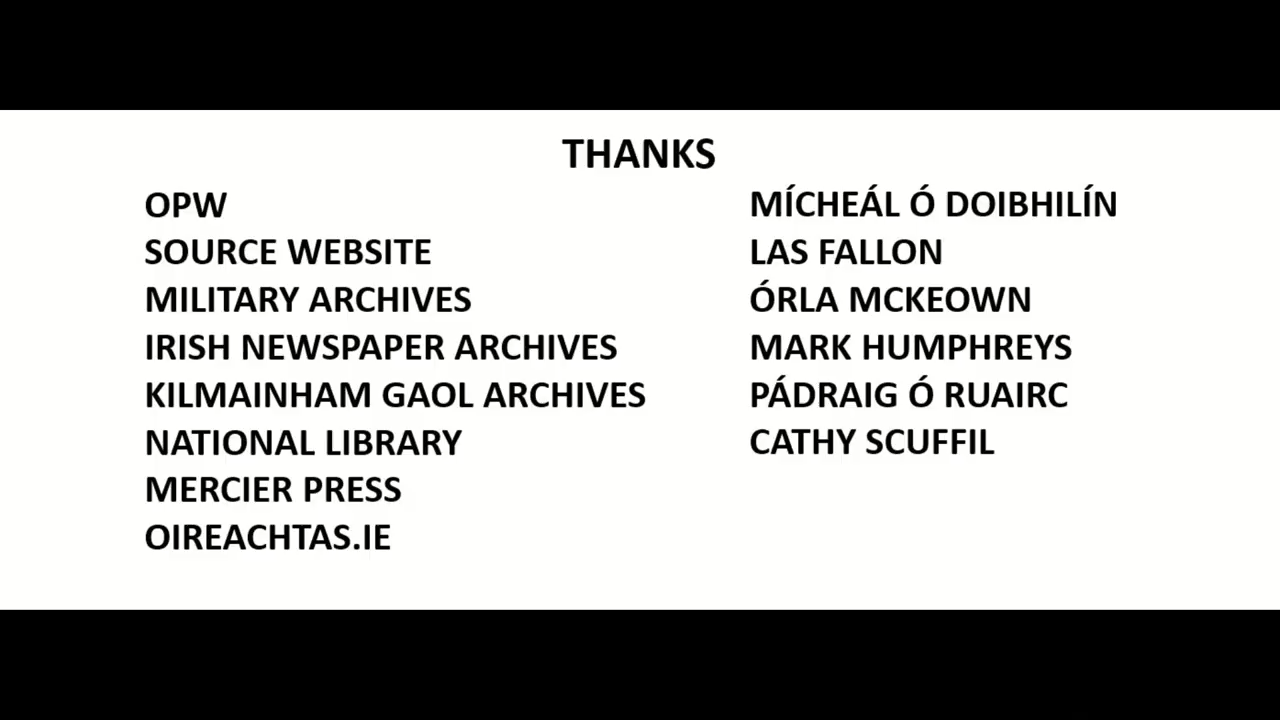 THANKS
OPW
SOURCE WEBSITE
MILITARY ARCHIVES
IRISH NEWSPAPER ARCHIVES
KILMAINHAM GAOL ARCHIVES
NATIONAL LIBRARY
MERCIER PRESS
OIREACHTAS.IE
MÍCHEÁL Ó DOIBHILÍN
LAS FALLON
ÓRLA MCKEOWN
MARK HUMPHREYS
PÁDRAIG Ó RUAIRC
CATHY SCUFFIL